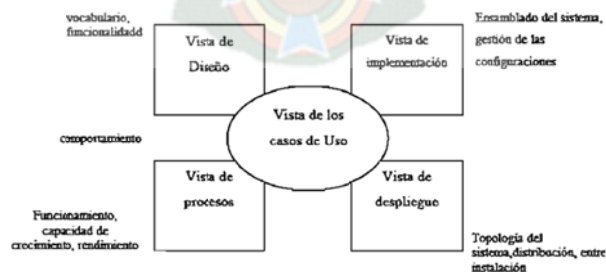 vocabulario,
funcionalidadd
Vista de
Diseño
Vista de
implementación
Ensamblado del sistema,
gestión de las
configuraciones
comportamiento
Vista de los
casos de Uso
Vista de
procesos
Vista de
despliegue
Funcionamiento,
capacidad de
crecimiento, rendimiento
Topología del
sistema,distribución, entre
instalación